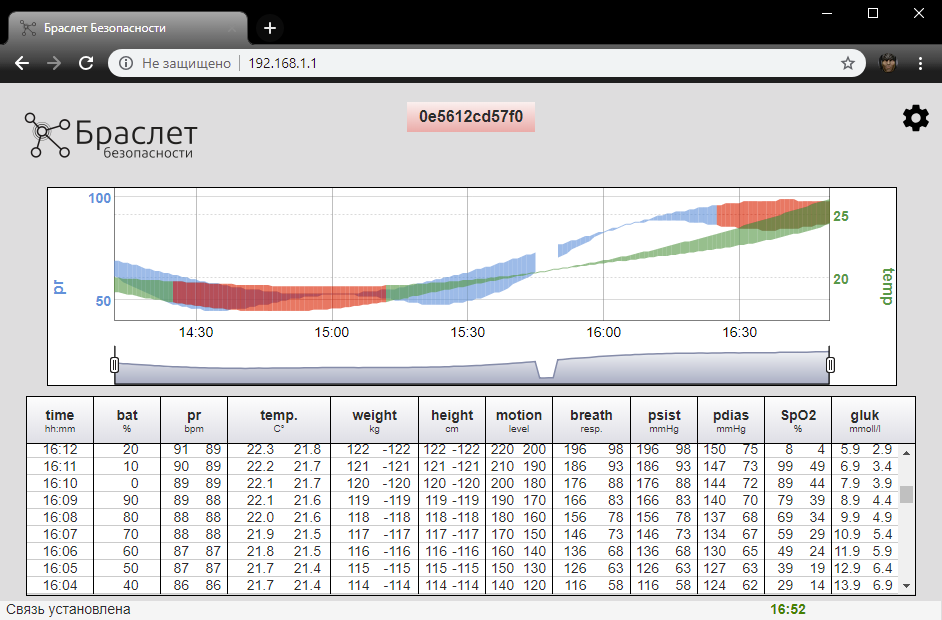 Браслет Безопасности
Не защищено 192.168.1.1
0e5612cd57f0
Браслет
безопасности
100
50
pr
25
20
temp
14:30 15:00 15:30 16:00 16:30
time bat pr temp. weight height motion breath psist pdias SpO2 gluk
hh:mm % bpm C° kg cm level resp. mmHg mmHg % mmoll/l
16:12 20 91 89 22.3 21.8 122 -122 122 -122 220 200 196 98 196 98 150 75 8 4 5.9 2.9
16:11 10 90 89 22.2 21.7 121 -121 121 -121 210 190 186 93 186 93 147 73 99 49 6.9 3.4
16:10 0 89 89 22.1 21.7 120 -120 120 -120 200 180 176 88 176 88 144 72 89 44 7.9 3.9
16:09 90 89 88 22.1 21.6 119 -119 119 -119 190 170 166 83 166 83 140 70 79 39 8.9 4.4
16:08 80 88 88 22.0 21.6 118 -118 118 -118 180 160 156 78 156 78 137 68 69 34 9.9 4.9
16:07 70 88 88 21.9 21.5 117 -117 117 -117 170 150 146 73 146 73 134 67 59 29 10.9 5.4
16:06 60 87 87 21.8 21.5 116 -116 116 -116 160 140 136 68 136 68 130 65 49 24 11.9 5.9
16:05 50 87 87 21.7 21.4 115 -115 115 -115 150 130 126 63 126 63 127 63 39 19 12.9 6.4
16:04 40 86 86 21.7 21.4 114 -114 114 -114 140 120 116 58 116 58 124 62 29 14 13.9 6.9
Связь установлена 16:52